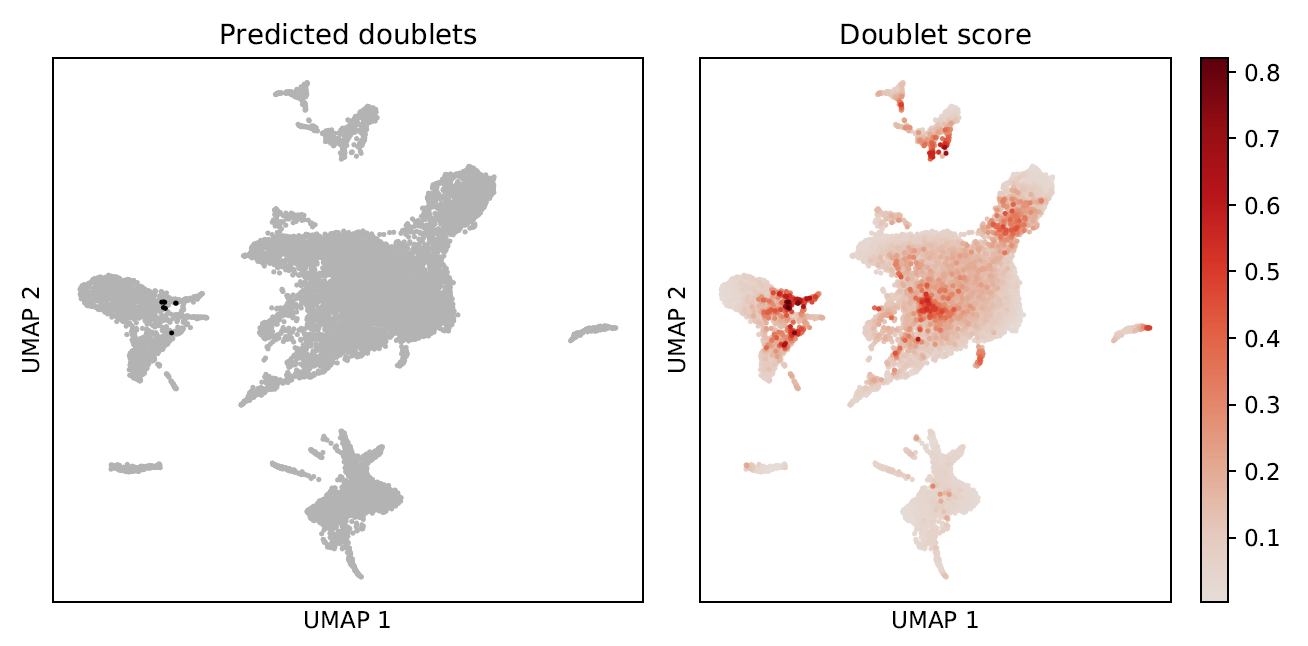 Predicted doublets
Doublet score
UMAP 2
UMAP 1
UMAP 2
UMAP 1
0.8
0.7
0.6
0.5
0.4
0.3
0.2
0.1